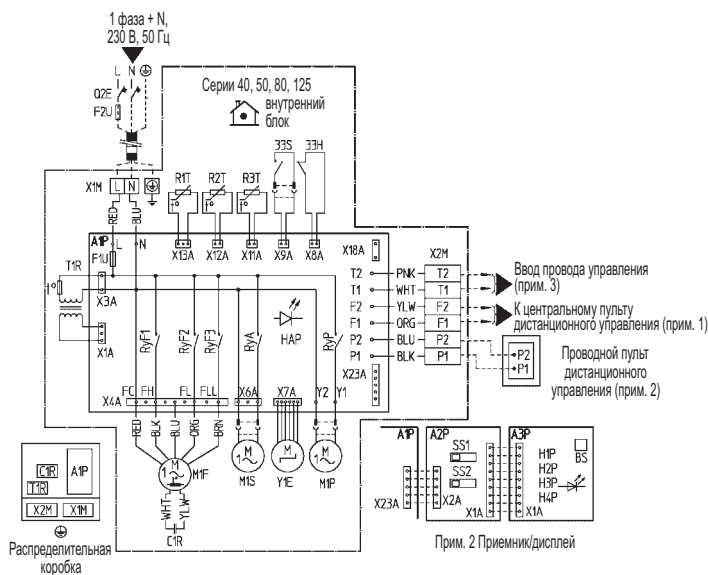 1 фаза + N,
230 В, 50 Гц
L N
Q2E
F2U
Серии 40, 50, 80, 125
внутренний
блок
33S 33H
R1T R2T R3T
X1M L N
RED BLU
X13A X12A X11A X9A X8A
A1P L N
X18A
X2M
F1U
T1R
t°
X3A
X1A
T2 PNK T2
T1 WHT T1
F2 YLW F2
F1 ORG F1
P2 BLU P2
P1 BLK P1
Ввод провода управления
(прим. 3)
К центральному пульту
дистанционного управления (прим. 1)
P2
P1
Проводной пульт
дистанционного
управления (прим. 2)
RyF1 RyF2 RyF3 RyA HAP RyP
X23A
FC FH FL FLL X6A X7A Y2 Y1
X4A
RED BLK BLU ORG BRN
M
1~
M1F
M
1~
M1S
M
Y1E
M
1~
M1P
WHT YLW
C1R
C1R
T1R
A1P
X2M X1M
Распределительная
коробка
A1P A2P A3P
SS1
SS2
X23A X2A X1A
H1P
H2P
H3P
H4P
BS
X1A
Прим. 2 Приемник/дисплей